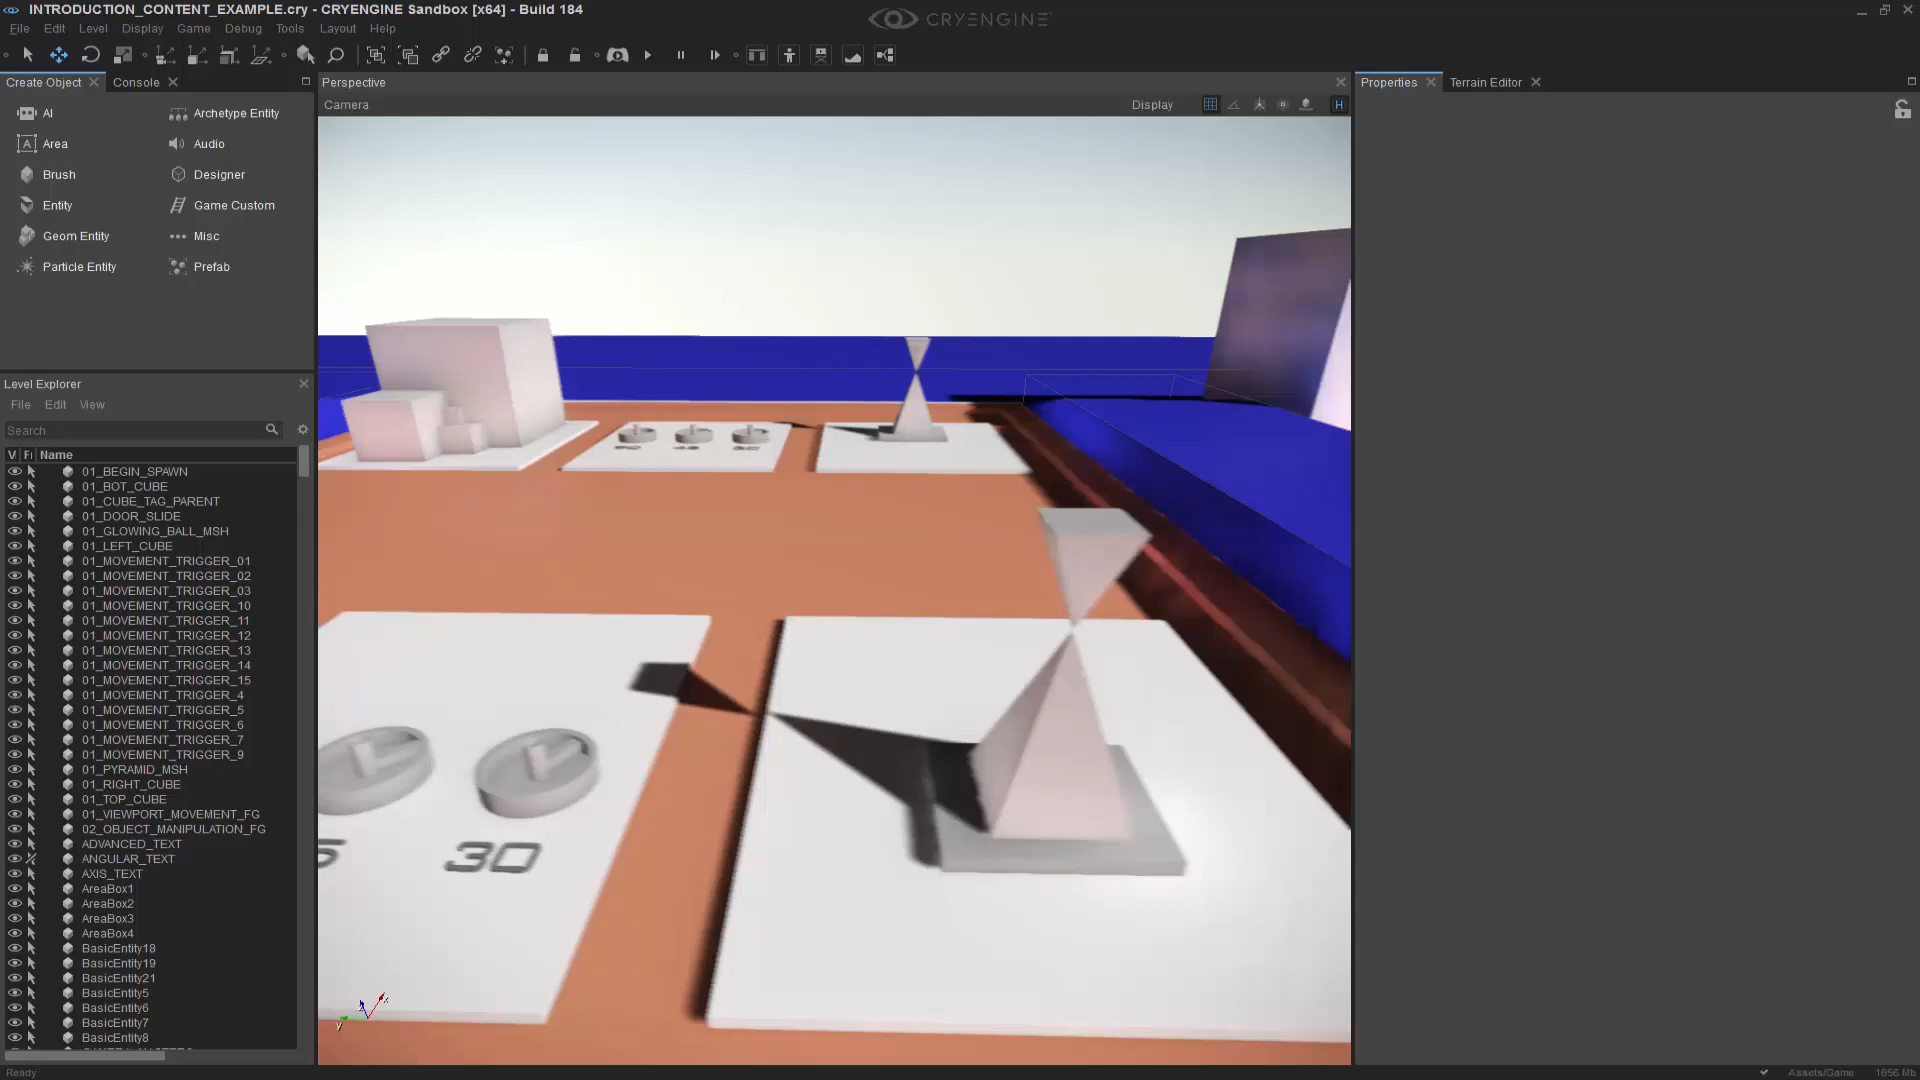 INTRODUCTION_CONTENT_EXAMPLE.cry - CRYENGINE Sandbox [x64] - Build 184
CRYENGINE
File Edit Level Display Game Debug Tools Layout Help
Create Object
Console
Perspective
Properties
Terrain Editor
Camera
Display
H
AI
Archetype Entity
Area
Audio
Brush
Designer
Entity
Game Custom
Geom Entity
Misc
Particle Entity
Prefab
Level Explorer
File Edit View
Search
V
Name
01_BEGIN_SPAWN
01_BOT_CUBE
01_CUBE_TAG_PARENT
01_DOOR_SLIDE
01_GLOWING_BALL_MSH
01_LEFT_CUBE
01_MOVEMENT_TRIGGER_01
01_MOVEMENT_TRIGGER_02
01_MOVEMENT_TRIGGER_03
01_MOVEMENT_TRIGGER_10
01_MOVEMENT_TRIGGER_11
01_MOVEMENT_TRIGGER_12
01_MOVEMENT_TRIGGER_13
01_MOVEMENT_TRIGGER_14
01_MOVEMENT_TRIGGER_15
01_MOVEMENT_TRIGGER_4
01_MOVEMENT_TRIGGER_5
01_MOVEMENT_TRIGGER_6
01_MOVEMENT_TRIGGER_7
01_MOVEMENT_TRIGGER_9
01_PYRAMID_MSH
01_RIGHT_CUBE
01_TOP_CUBE
01_VIEWPORT_MOVEMENT_FG
02_OBJECT_MANIPULATION_FG
ADVANCED_TEXT
ANGULAR_TEXT
AXIS_TEXT
AreaBox1
AreaBox2
AreaBox3
AreaBox4
BasicEntity18
BasicEntity19
BasicEntity21
BasicEntity5
BasicEntity6
BasicEntity7
BasicEntity8
30
y
Ready
Assets/Game
1656 Mb